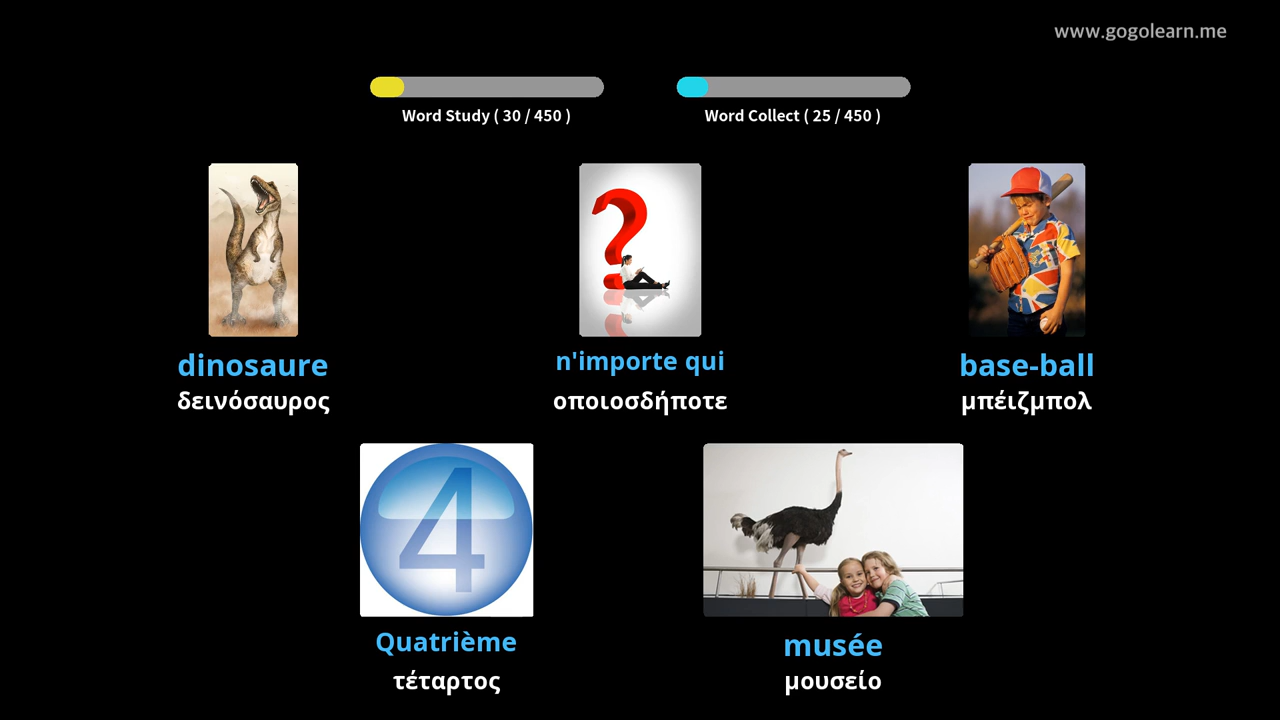 www.gogolearn.me
Word Study ( 30 / 450 )
Word Collect ( 25 / 450 )
dinosaure
δεινόσαυρος
n'importe qui
οποιοσδήποτε
base-ball
μπέιζμπολ
4
Quatrième
τέταρτος
musée
μουσείο